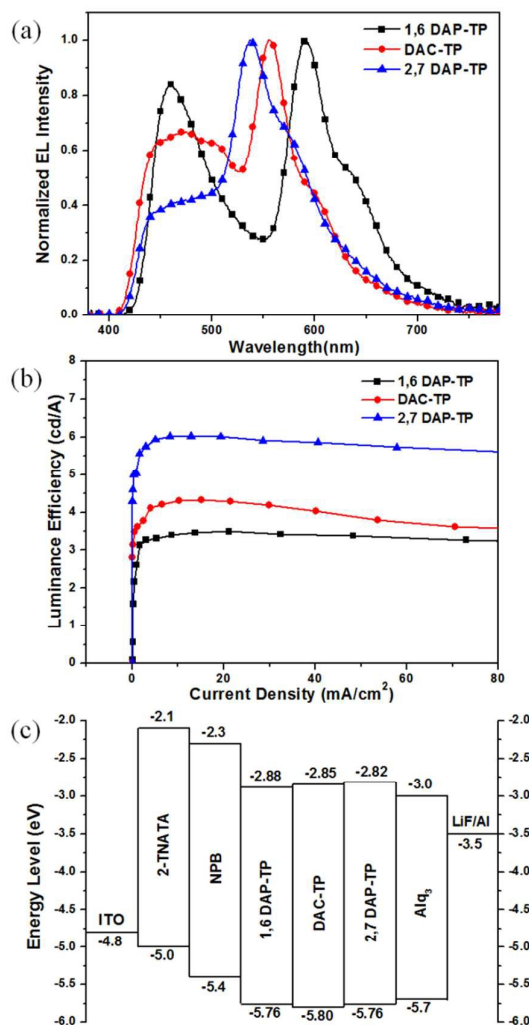 (a)
1,6 DAP-TP
DAC-TP
2,7 DAP-TP
Normalized EL Intensity
1.0
0.8
0.6
0.4
0.2
0.0
400 500 600 700
Wavelength(nm)
(b)
1,6 DAP-TP
DAC-TP
2,7 DAP-TP
Luminance Efficiency (cd/A)
8
7
6
5
4
3
2
1
0
0 20 40 60 80
Current Density (mA/cm²)
(c)
Energy Level (eV)
-2.0
-2.5
-3.0
-3.5
-4.0
-4.5
-5.0
-5.5
-6.0
ITO
-4.8
-2.1
2-TNATA
-5.0
-2.3
NPB
-5.4
-2.88
1,6 DAP-TP
-5.76
-2.85
DAC-TP
-5.80
-2.82
2,7 DAP-TP
-5.76
-3.0
Alq3
-5.7
LiF/Al
-3.5
-2.0
-2.5
-3.0
-3.5
-4.0
-4.5
-5.0
-5.5
-6.0